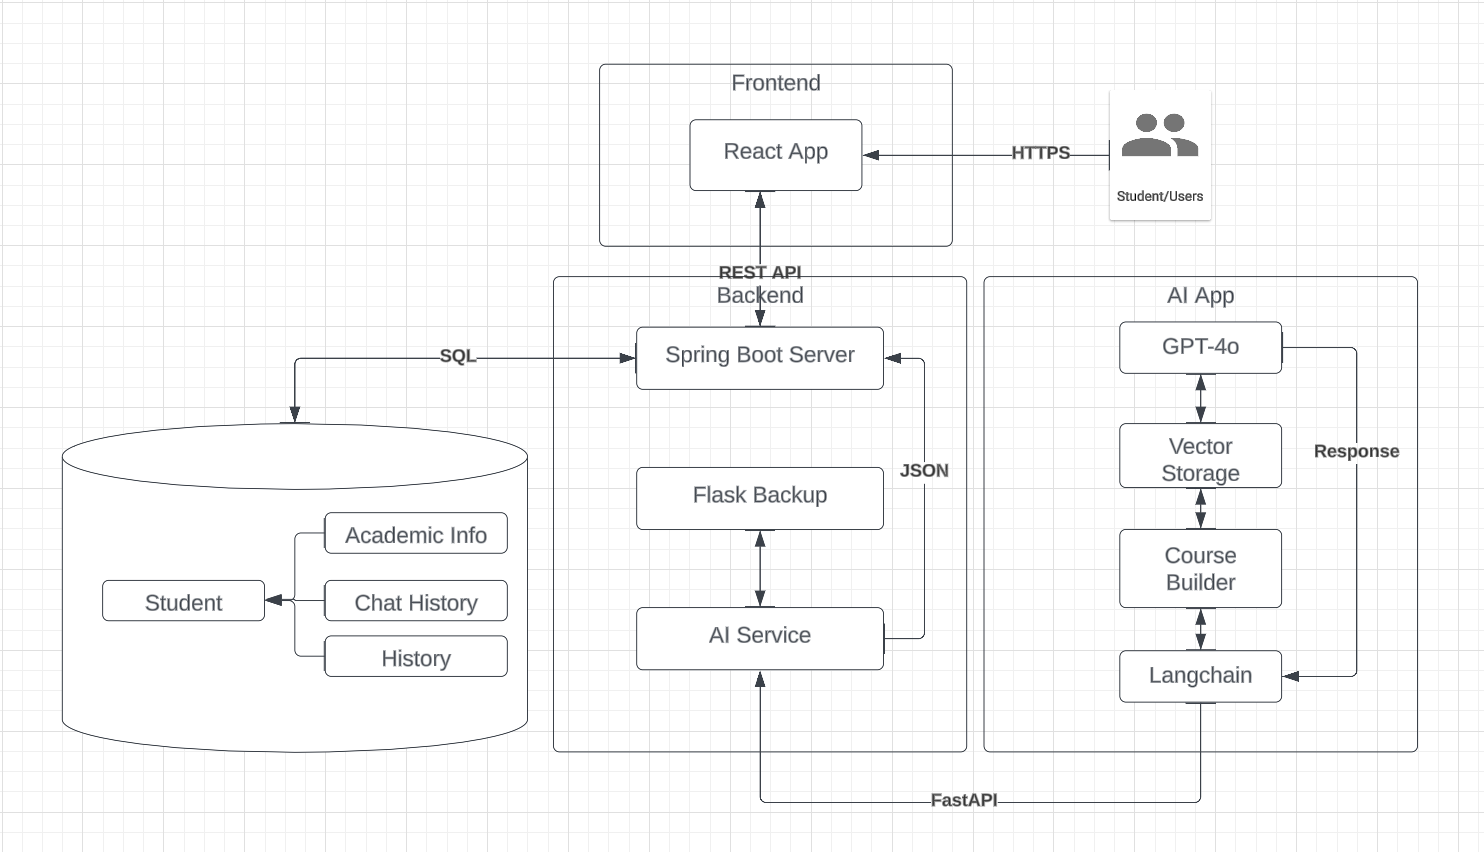 Frontend
React App
HTTPS
Student/Users
REST API
Backend
AI App
Spring Boot Server
GPT-4o
SQL
Vector
Storage
Response
JSON
Flask Backup
Academic Info
Course
Builder
Student
Chat History
AI Service
History
Langchain
FastAPI